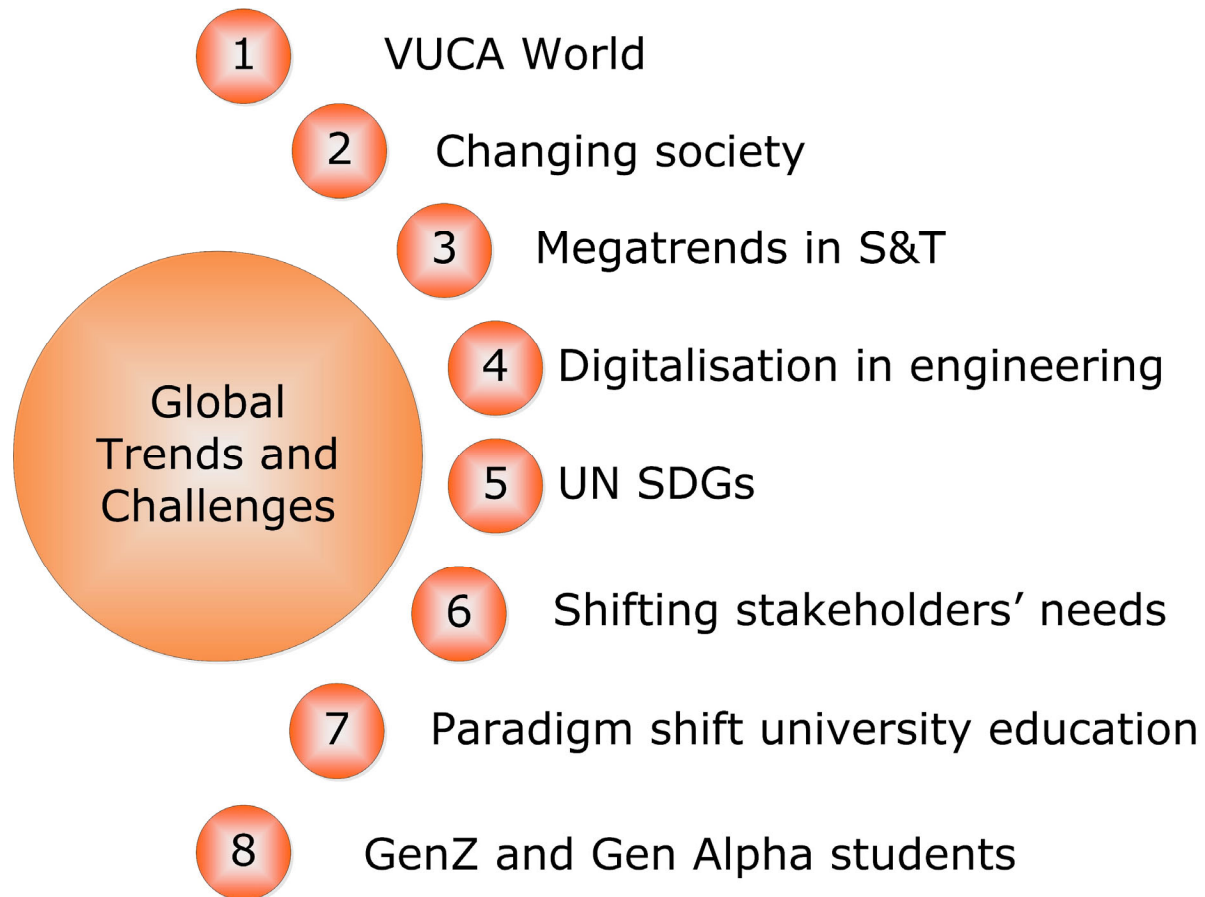 1 VUCA World
2 Changing society
3 Megatrends in S&T
4 Digitalisation in engineering
Global
Trends and
Challenges
5 UN SDGs
6 Shifting stakeholders’ needs
7 Paradigm shift university education
8 GenZ and Gen Alpha students